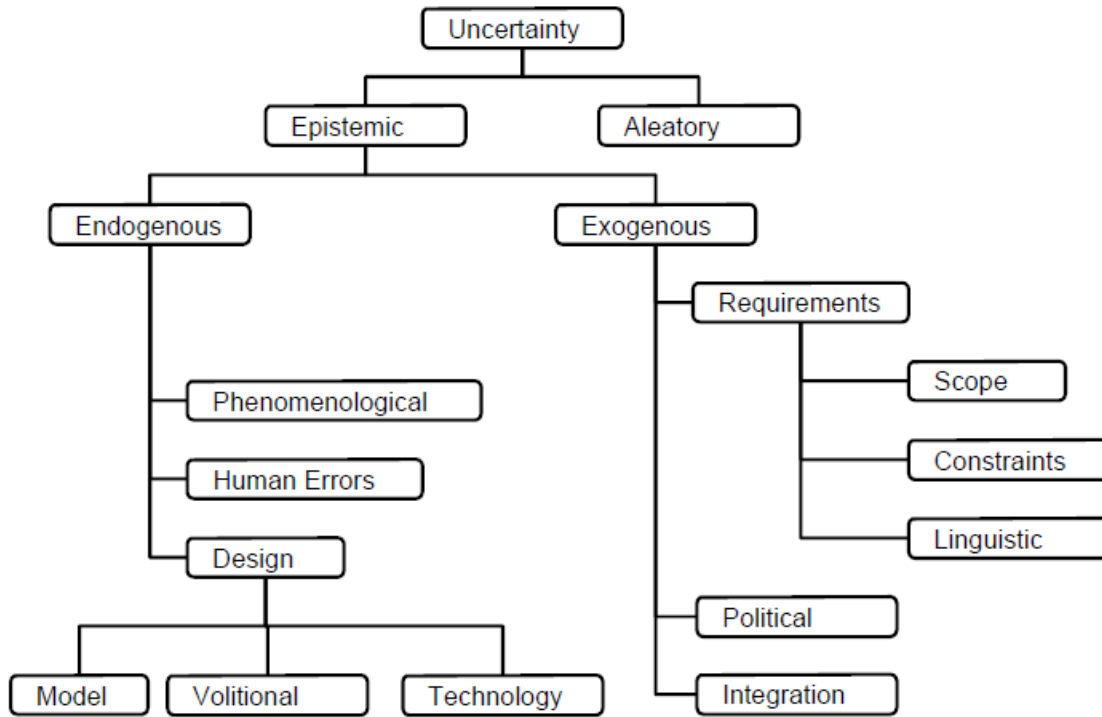 Uncertainty
Epistemic
Aleatory
Endogenous
Exogenous
Requirements
Scope
Phenomenological
Constraints
Human Errors
Linguistic
Design
Political
Model
Volitional
Technology
Integration